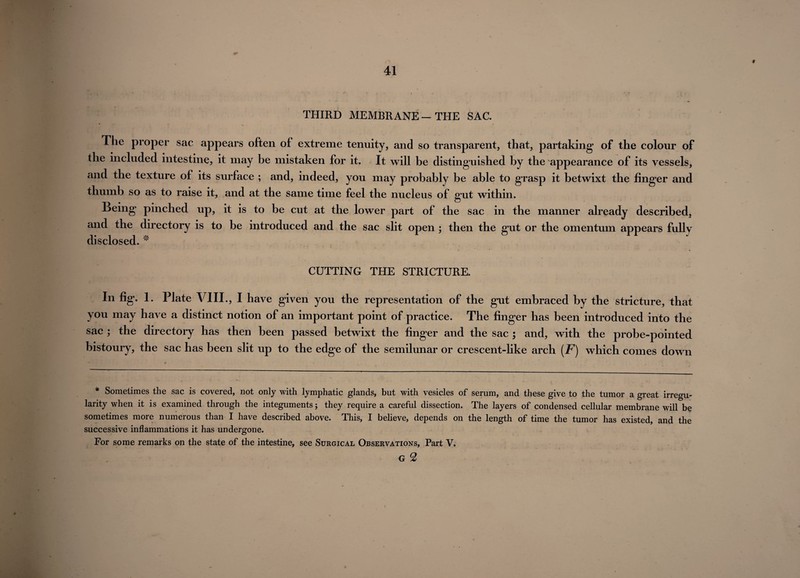 41
THIRD MEMBRANE — THE SAC.
The proper sac appears often of extreme tenuity, and so transparent, that, partaking of the colour of
the included intestine, it may be mistaken for it. It will be distinguished by the appearance of its vessels,
and the texture of its surface ; and, indeed, you may probably be able to grasp it betwixt the finger and
thumb so as to raise it, and at the same time feel the nucleus of gut within.
Being pinched up, it is to be cut at the lower part of the sac in the manner already described,
and the directory is to be introduced and the sac slit open ; then the gut or the omentum appears fully
disclosed. *
CUTTING THE STRICTURE.
In fig. 1. Plate VIII., I have given you the representation of the gut embraced by the stricture, that
you may have a distinct notion of an important point of practice. The finger has been introduced into the
sac ; the directory has then been passed betwixt the finger and the sac ; and, with the probe-pointed
bistoury, the sac has been slit up to the edge of the semilunar or crescent-like arch (F) which comes down
* Sometimes the sac is covered, not only with lymphatic glands, but with vesicles of serum, and these give to the tumor a great irregu-
larity when it is examined through the integuments ; they require a careful dissection. The layers of condensed cellular membrane will be
sometimes more numerous than I have described above. This, I believe, depends on the length of time the tumor has existed, and the
successive inflammations it has undergone.
For some remarks on the state of the intestine, see Surgical Observations, Part V.
G 2